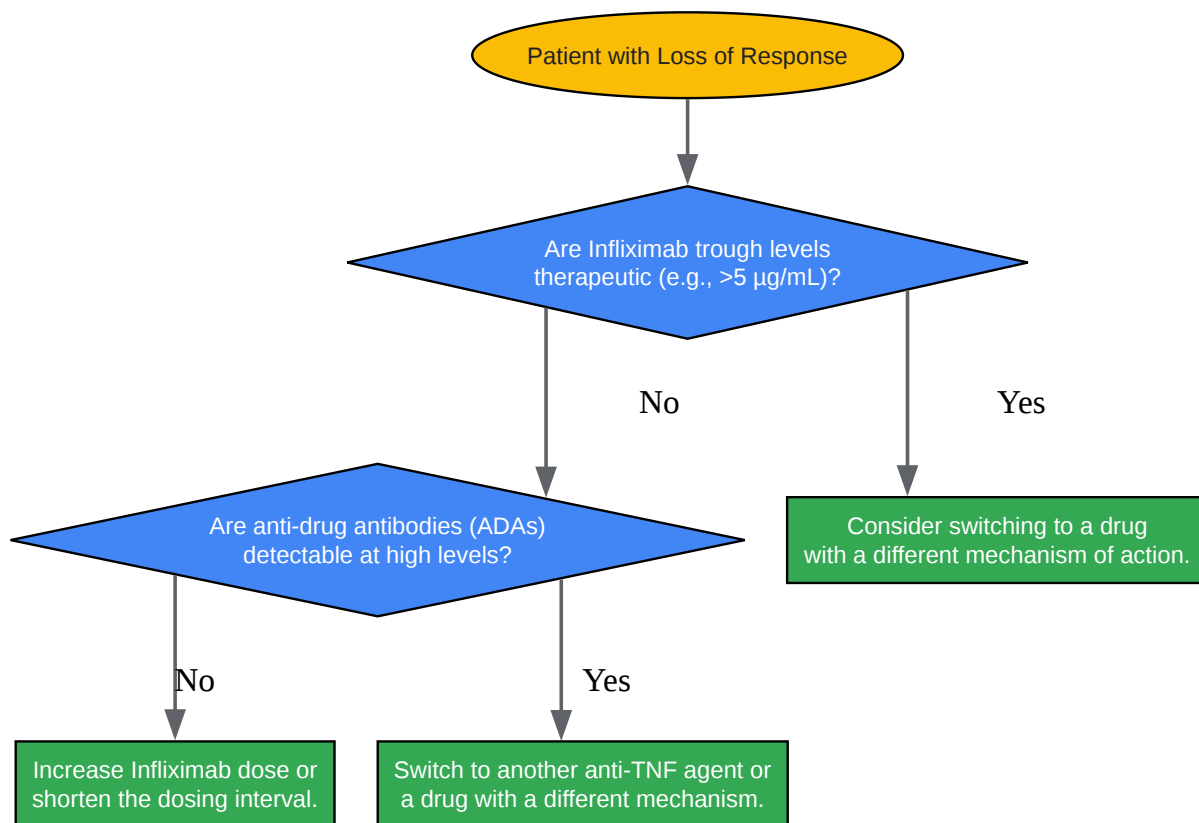 Patient with Loss of Response
Are Infliximab trough levels
therapeutic (e.g., >5 µg/mL)?
No
Yes
Are anti-drug antibodies (ADAs)
detectable at high levels?
Consider switching to a drug
with a different mechanism of action.
No
Yes
Increase Infliximab dose or
shorten the dosing interval.
Switch to another anti-TNF agent or
a drug with a different mechanism.